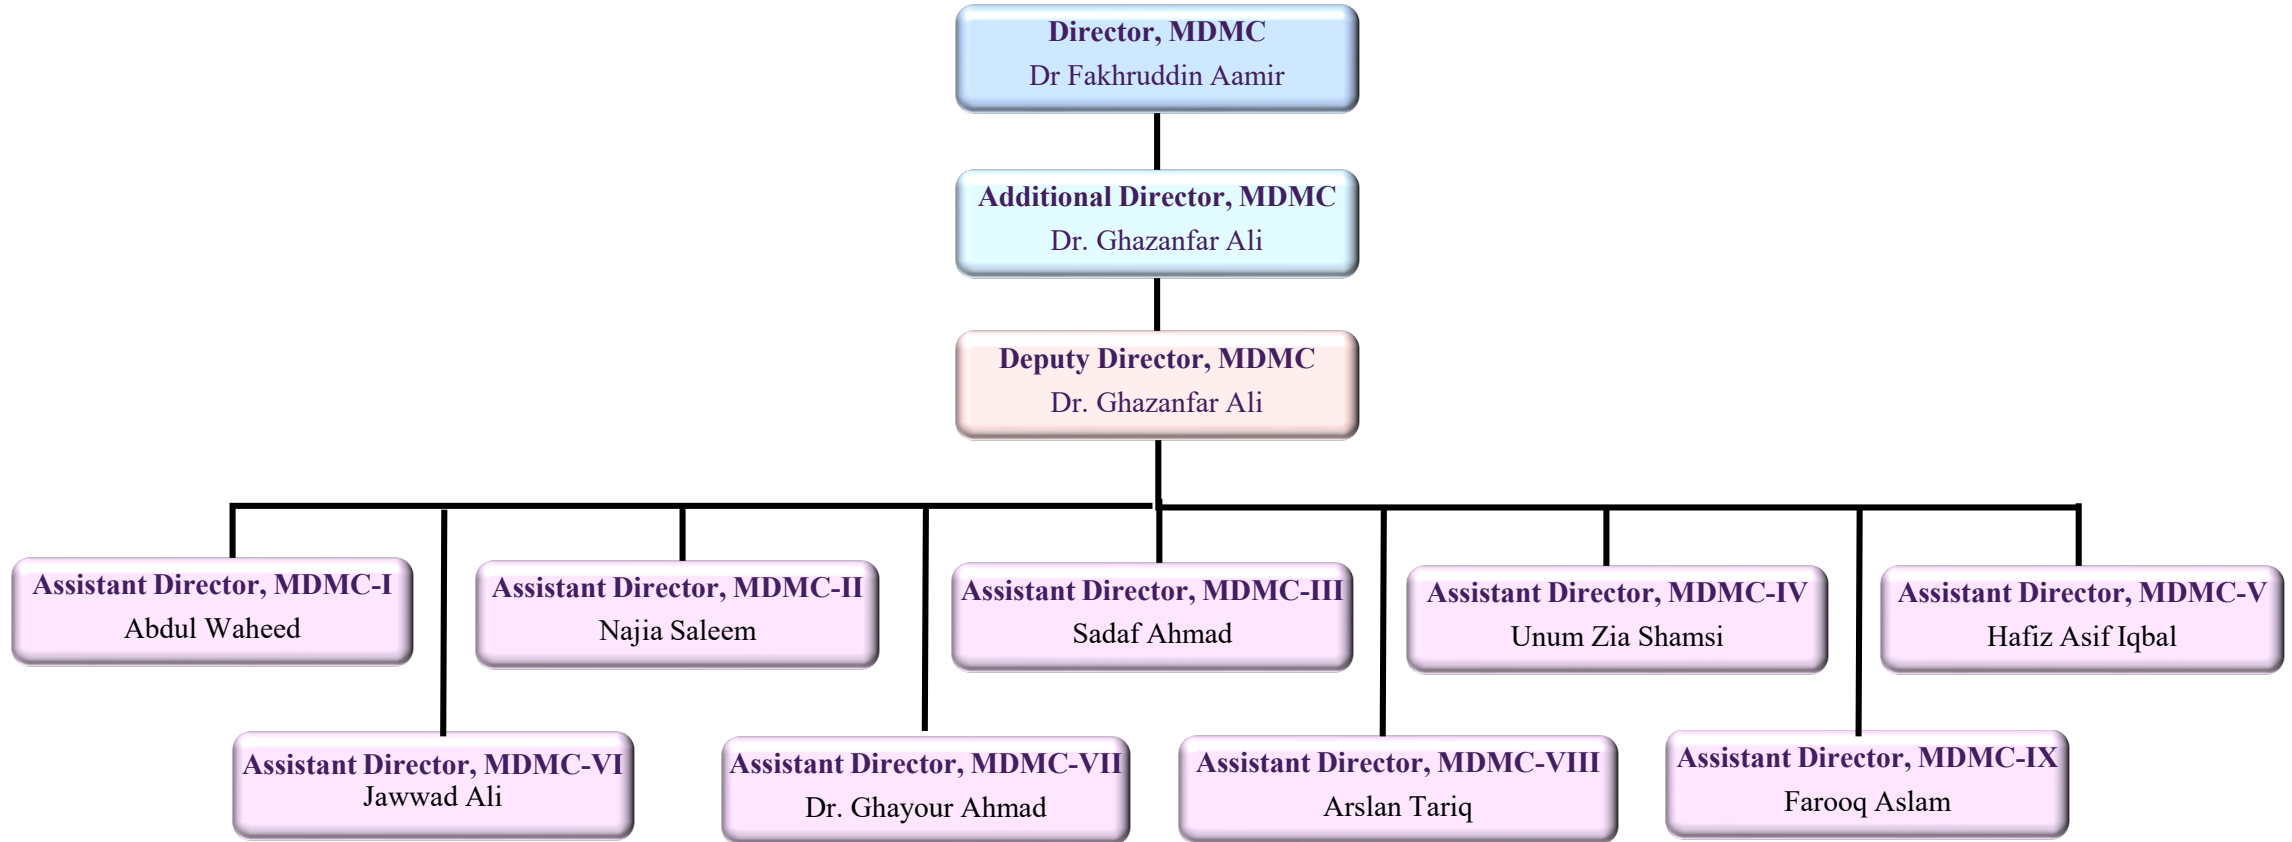 Director, MDMC
Dr Fakhruddin Aamir
Additional Director, MDMC
Dr. Ghazanfar Ali
Deputy Director, MDMC
Dr. Ghazanfar Ali
Assistant Director, MDMC-I
Abdul Waheed
Assistant Director, MDMC-II
Najia Saleem
Assistant Director, MDMC-III
Sadaf Ahmad
Assistant Director, MDMC-IV
Unum Zia Shamsi
Assistant Director, MDMC-V
Hafiz Asif Iqbal
Assistant Director, MDMC-VI
Jawwad Ali
Assistant Director, MDMC-VII
Dr. Ghayour Ahmad
Assistant Director, MDMC-VIII
Arslan Tariq
Assistant Director, MDMC-IX
Farooq Aslam